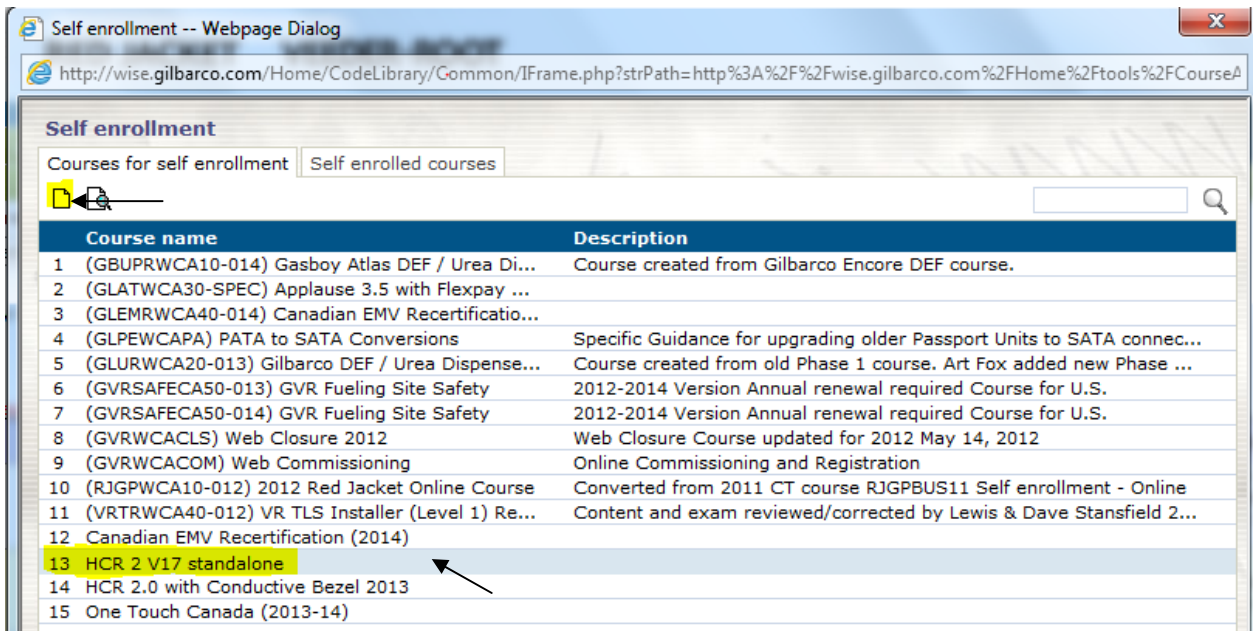 Self enrollment -- Webpage Dialog
RED JACKET VEEDER-ROOT
http://wise.gilbarco.com/Home/CodeLibrary/Common/IFrame.php?strPath=http%3A%2F%2Fwise.gilbarco.com%2FHome%2Ftools%2FCourseA
Self enrollment
Courses for self enrollment Self enrolled courses
Course name Description
1 (GBUPRWCA10-014) Gasboy Atlas DEF / Urea Di... Course created from Gilbarco Encore DEF course.
2 (GLATWCA30-SPEC) Applause 3.5 with Flexpay ...
3 (GLEMRWCA40-014) Canadian EMV Recertificatio...
4 (GLPEWCAPA) PATA to SATA Conversions Specific Guidance for upgrading older Passport Units to SATA connec...
5 (GLURWCA20-013) Gilbarco DEF / Urea Dispense... Course created from old Phase 1 course. Art Fox added new Phase ...
6 (GVRSAFECA50-013) GVR Fueling Site Safety 2012-2014 Version Annual renewal required Course for U.S.
7 (GVRSAFECA50-014) GVR Fueling Site Safety 2012-2014 Version Annual renewal required Course for U.S.
8 (GVRWCACLS) Web Closure 2012 Web Closure Course updated for 2012 May 14, 2012
9 (GVRWCACOM) Web Commissioning Online Commissioning and Registration
10 (RJGPWCA10-012) 2012 Red Jacket Online Course Converted from 2011 CT course RJGPBUS11 Self enrollment - Online
11 (VRTRWCA40-012) VR TLS Installer (Level 1) Re... Content and exam reviewed/corrected by Lewis & Dave Stansfield 2...
12 Canadian EMV Recertification (2014)
13 HCR 2 V17 standalone
14 HCR 2.0 with Conductive Bezel 2013
15 One Touch Canada (2013-14)